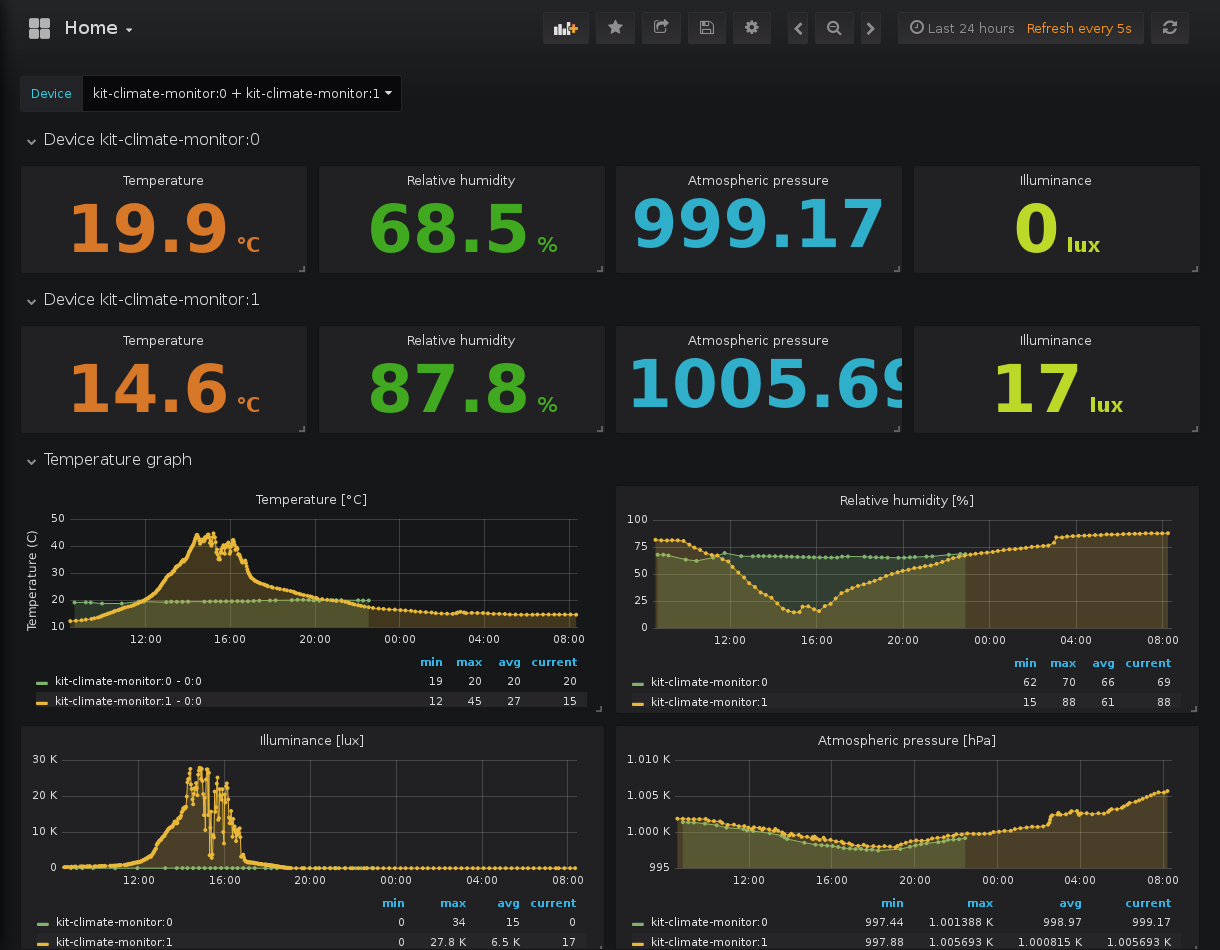 Home
Last 24 hours Refresh every 5s
Device kit-climate-monitor:0 + kit-climate-monitor:1
Device kit-climate-monitor:0
Temperature Relative humidity Atmospheric pressure Illuminance
19.9 °C 68.5 % 999.17 0 lux
Device kit-climate-monitor:1
Temperature Relative humidity Atmospheric pressure Illuminance
14.6 °C 87.8 % 1005.69 17 lux
Temperature graph
Temperature [°C]
Temperature (C)
50
40
30
20
10
12:00 16:00 20:00 00:00 04:00 08:00
min max avg current
kit-climate-monitor:0 - 0:0 19 20 20 20
kit-climate-monitor:1 - 0:0 12 45 27 15
Relative humidity [%]
100
75
50
25
0
12:00 16:00 20:00 00:00 04:00 08:00
min max avg current
kit-climate-monitor:0 62 70 66 69
kit-climate-monitor:1 15 88 61 88
Illuminance [lux]
30 K
20 K
10 K
0
12:00 16:00 20:00 00:00 04:00 08:00
min max avg current
kit-climate-monitor:0 0 34 15 0
kit-climate-monitor:1 0 27.8 K 6.5 K 17
Atmospheric pressure [hPa]
1.010 K
1.005 K
1.000 K
995
12:00 16:00 20:00 00:00 04:00 08:00
min max avg current
kit-climate-monitor:0 997.44 1.001388 K 998.97 999.17
kit-climate-monitor:1 997.88 1.005693 K 1.000815 K 1.005693 K